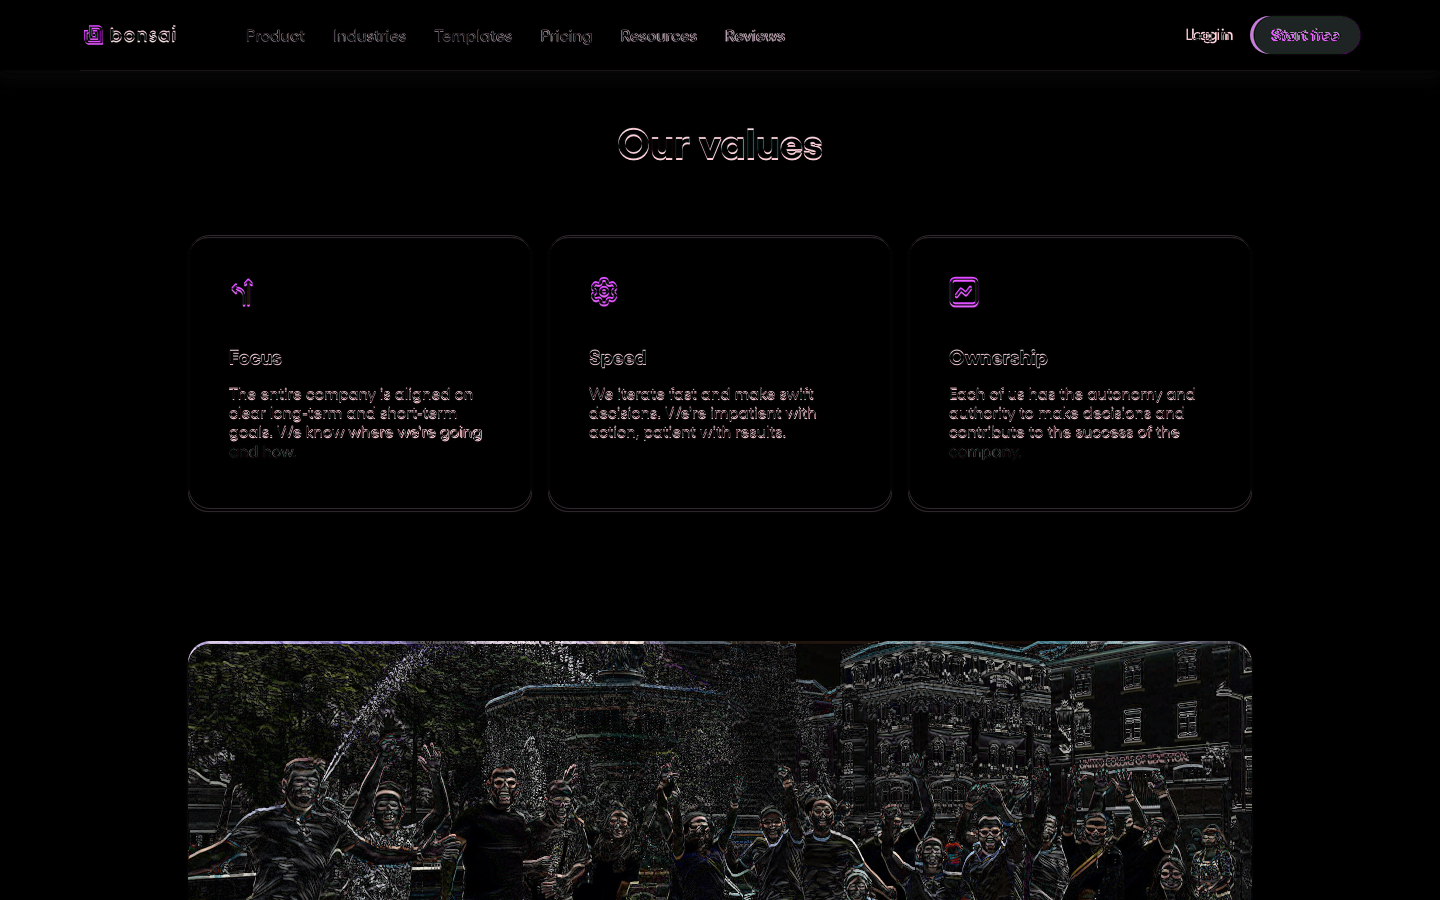 bonsai
Product Industries Templates Pricing Resources Reviews
Log in
Start free
Our values
Focus
The entire company is aligned on
clear long-term and short-term
goals. We know where we're going
and how.
Speed
We iterate fast and make swift
decisions. We're impatient with
action, patient with results.
Ownership
Each of us has the autonomy and
authority to make decisions and
contribute to the success of the
company.